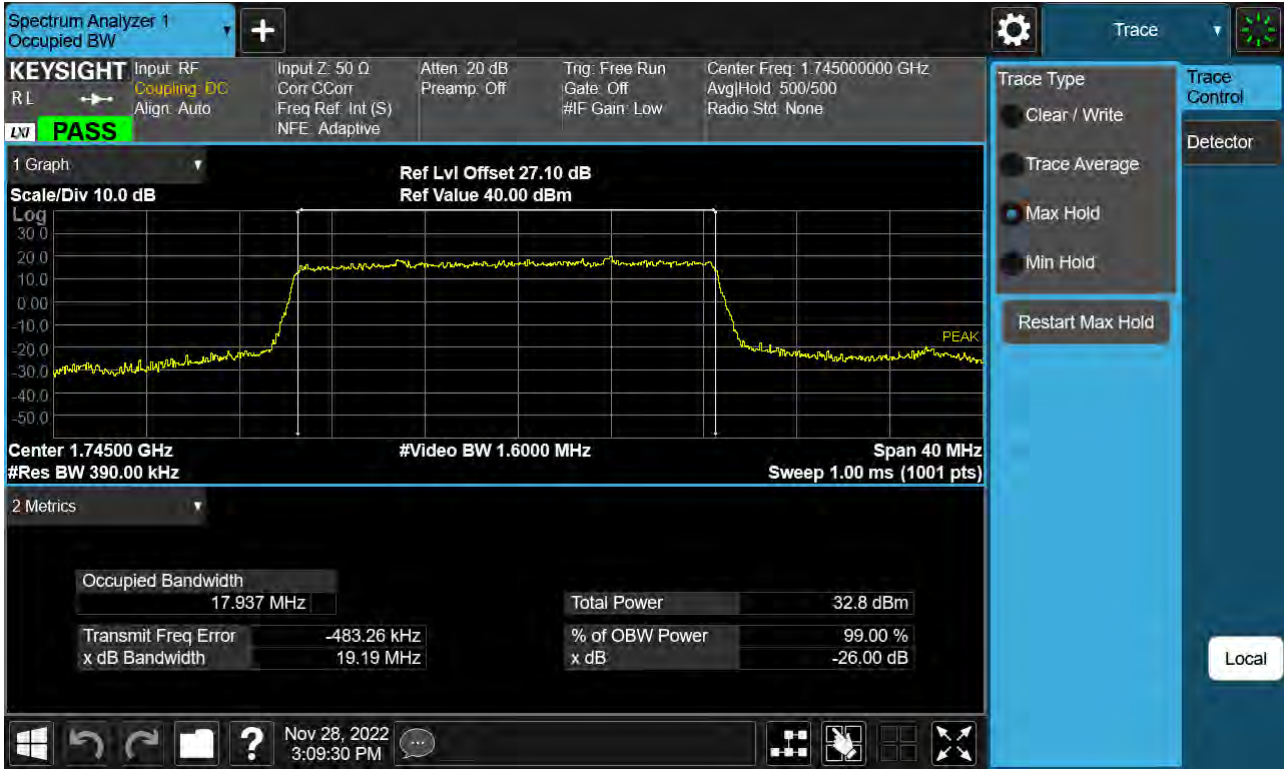 Spectrum Analyzer 1
Occupied BW
+
Trace
KEYSIGHT
RL
LXI
PASS
Input: RF
Coupling: DC
Align: Auto
Input Z: 50 Ω
Corr CCorr
Freq Ref: Int (S)
NFE: Adaptive
Atten: 20 dB
Preamp: Off
Trig: Free Run
Gate: Off
#IF Gain: Low
Center Freq: 1.745000000 GHz
Avg|Hold: 500/500
Radio Std: None
1 Graph
Scale/Div 10.0 dB
Ref Lvl Offset 27.10 dB
Ref Value 40.00 dBm
Log
30.0
20.0
10.0
0.00
-10.0
-20.0
-30.0
-40.0
-50.0
PEAK
Center 1.74500 GHz
#Video BW 1.6000 MHz
Span 40 MHz
#Res BW 390.00 kHz
Sweep 1.00 ms (1001 pts)
2 Metrics
Occupied Bandwidth
17.937 MHz
Transmit Freq Error -483.26 kHz
x dB Bandwidth 19.19 MHz
Total Power 32.8 dBm
% of OBW Power 99.00 %
x dB -26.00 dB
?
Nov 28, 2022
3:09:30 PM
Trace Type
Clear / Write
Trace Average
Max Hold
Min Hold
Restart Max Hold
Trace
Control
Detector
Local